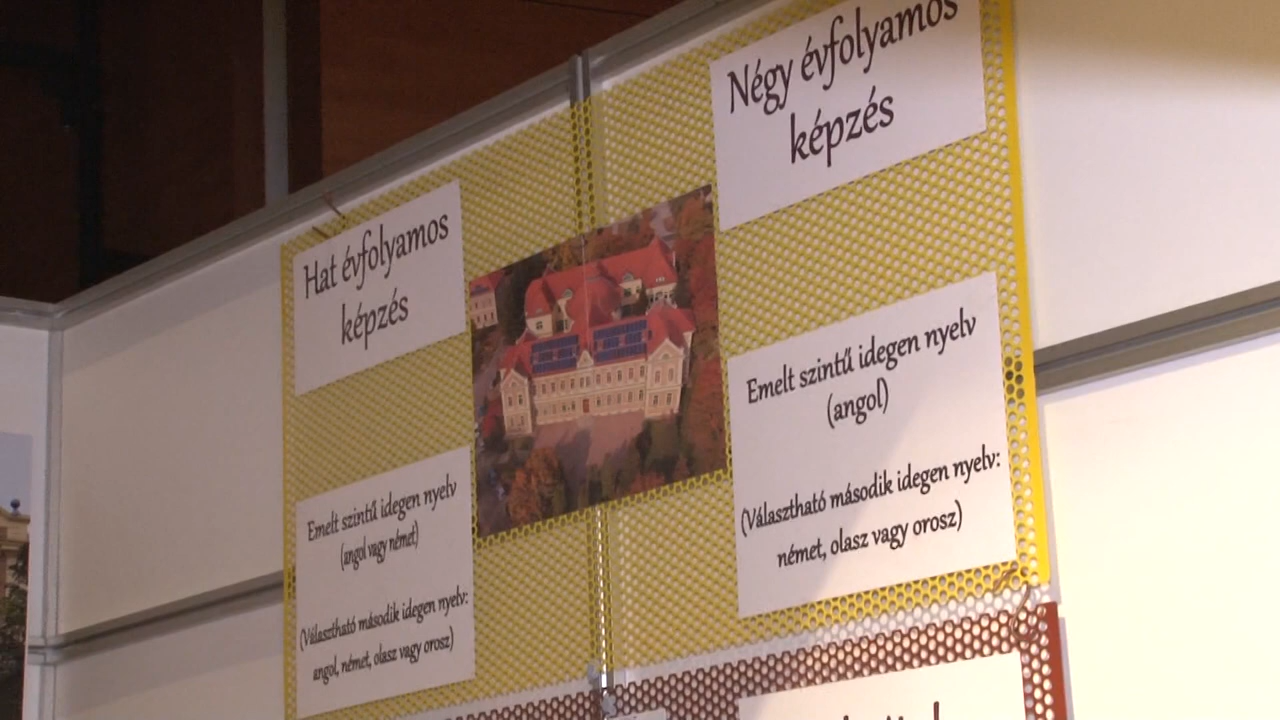 Hat évfolyamos
képzés
Emelt szintű idegen nyelv
(angol vagy német)
(Választható második idegen nyelv:
angol, német, olasz vagy orosz)
Négy évfolyamos
képzés
Emelt szintű idegen nyelv
(angol)
(Választható második idegen nyelv:
német, olasz vagy orosz)